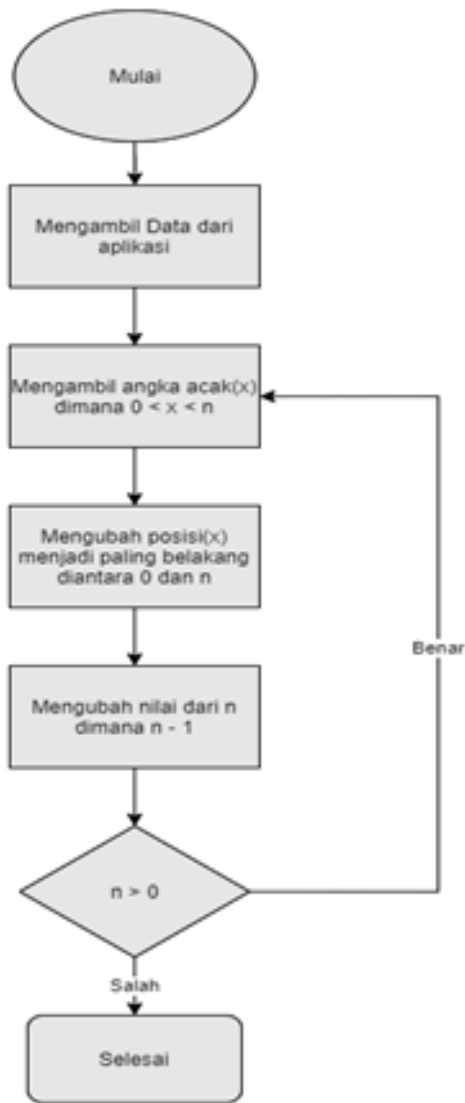 Mulai
Mengambil Data dari
aplikasi
Mengambil angka acak(x)
dimana 0 < x < n
Mengubah posisi(x)
menjadi paling belakang
diantara 0 dan n
Mengubah nilai dari n
dimana n - 1
n > 0
Benar
Salah
Selesai